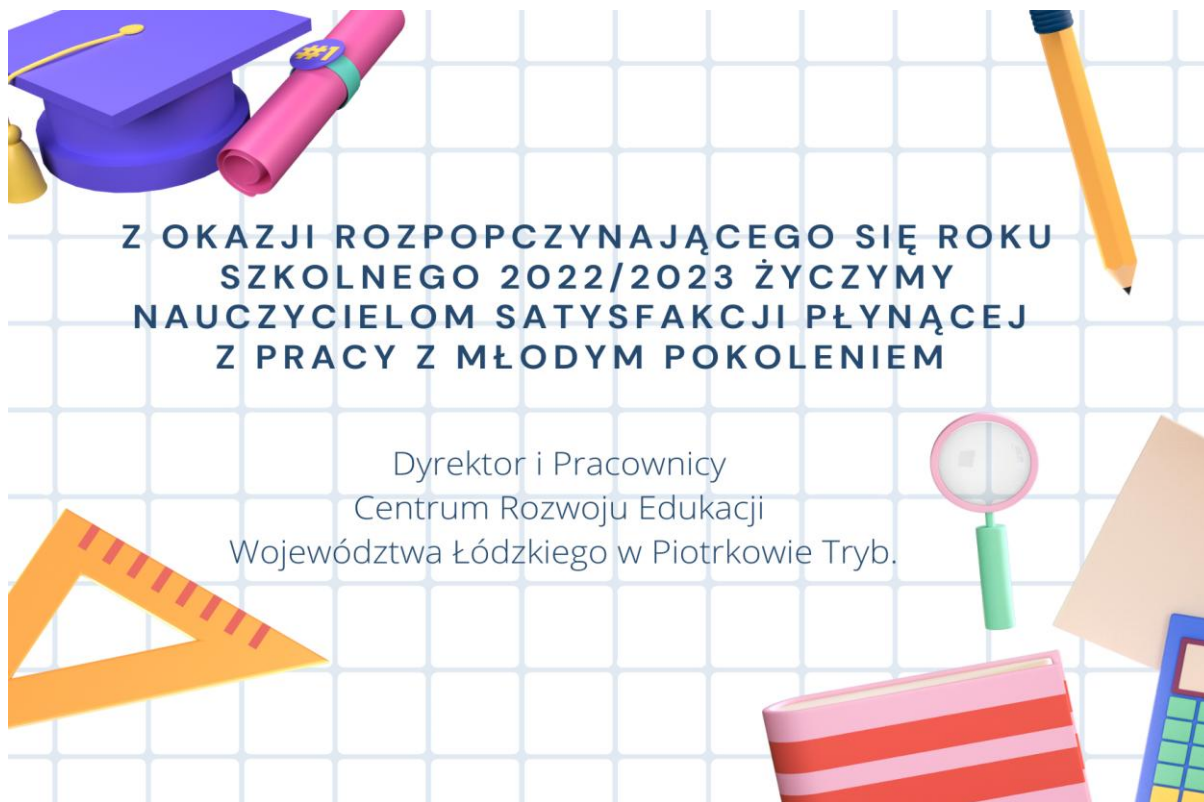 #1
Z OKAZJI ROZPOPCZYNAJĄCEGO SIĘ ROKU
SZKOLNEGO 2022/2023 ŻYCZYMY
NAUCZYCIELOM SATYSFAKCJI PŁYNĄCEJ
Z PRACY Z MŁODYM POKOLENIEM
Dyrektor i Pracownicy
Centrum Rozwoju Edukacji
Województwa Łódzkiego w Piotrkowie Tryb.